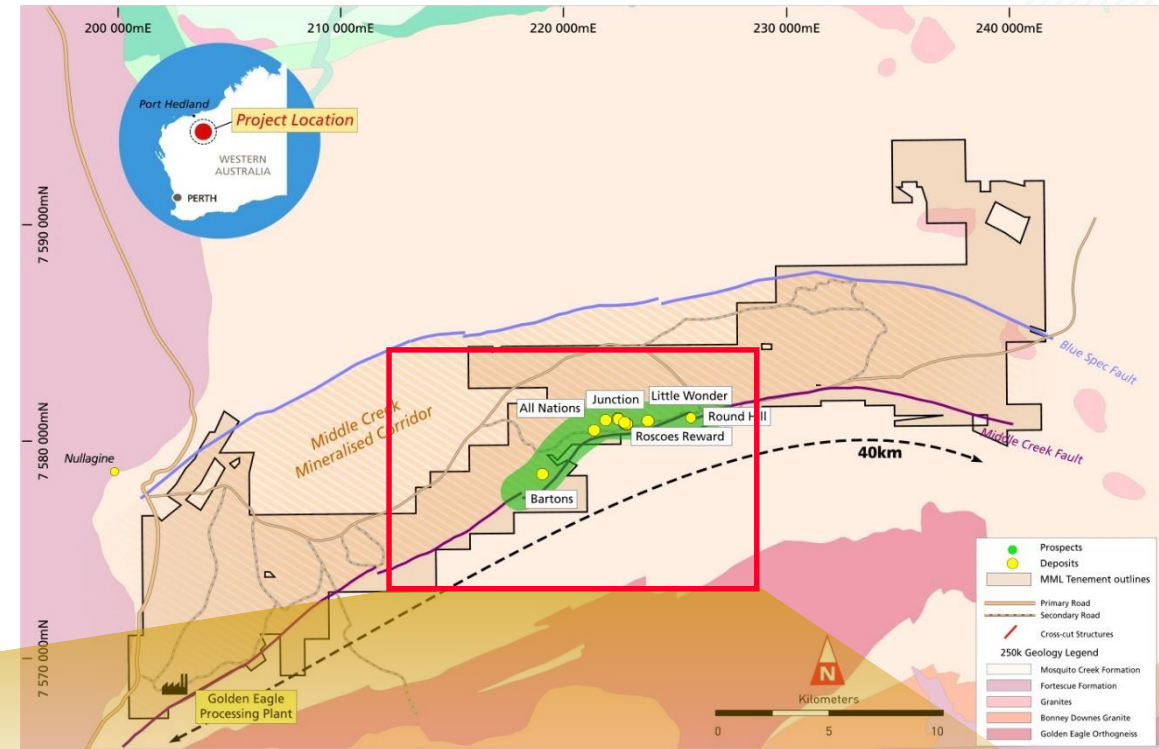 200 000mE
210 000mE
220 000mE
230 000mE
240 000mE
Port Hedland
Project Location
WESTERN
AUSTRALIA
PERTH
7 590 000mN
7 580 000mN
7 570 000mN
Blue Spec Fault
Middle Creek
Mineralised Corridor
All Nations
Junction
Little Wonder
Round Hill
Roscoes Reward
Middle Creek Fault
Nullagine
40km
Bartons
Golden Eagle
Processing Plant
N
Kilometers
0
5
10
Prospects
Deposits
MML Tenement outlines
Primary Road
Secondary Road
Cross-cut Structures
250k Geology Legend
Mosquito Creek Formation
Fortescue Formation
Granites
Bonney Downes Granite
Golden Eagle Orthogneiss